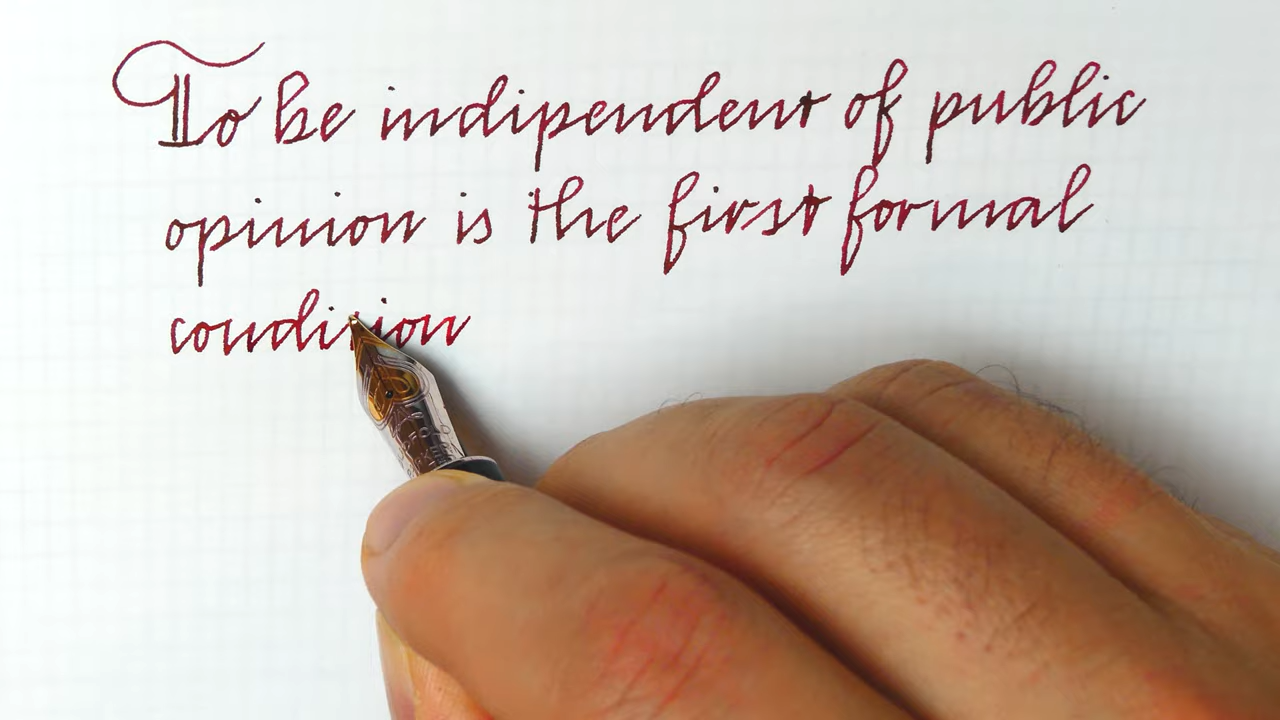 To be indipendent of public
opinion is the first formal
condition